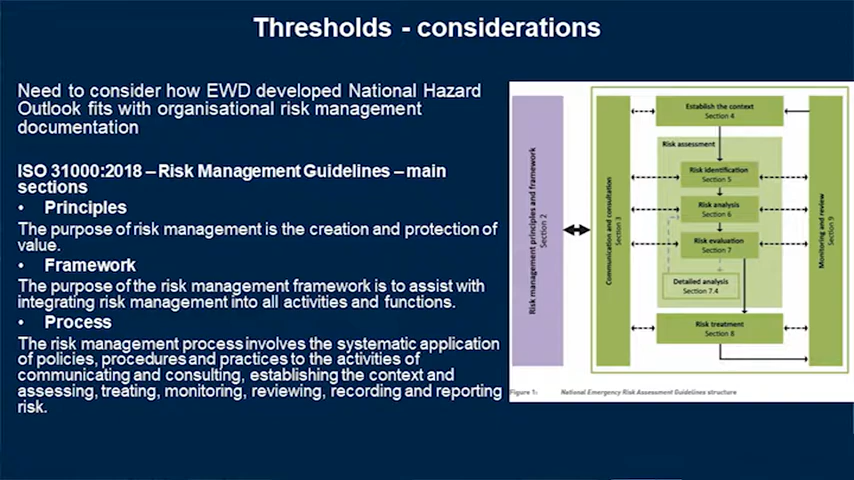 Thresholds - considerations
Need to consider how EWD developed National Hazard
Outlook fits with organisational risk management
documentation
ISO 31000:2018 – Risk Management Guidelines – main
sections
• Principles
The purpose of risk management is the creation and protection of
value.
• Framework
The purpose of the risk management framework is to assist with
integrating risk management into all activities and functions.
• Process
The risk management process involves the systematic application
of policies, procedures and practices to the activities of
communicating and consulting, establishing the context and
assessing, treating, monitoring, reviewing, recording and reporting
risk.
Risk management principles and framework
Section 2
Communication and consultation
Section 3
Establish the context
Section 4
Risk assessment
Risk identification
Section 5
Risk analysis
Section 6
Risk evaluation
Section 7
Detailed analysis
Section 7.4
Risk treatment
Section 8
Monitoring and review
Section 9
Figure 1: National Emergency Risk Assessment Guidelines structure